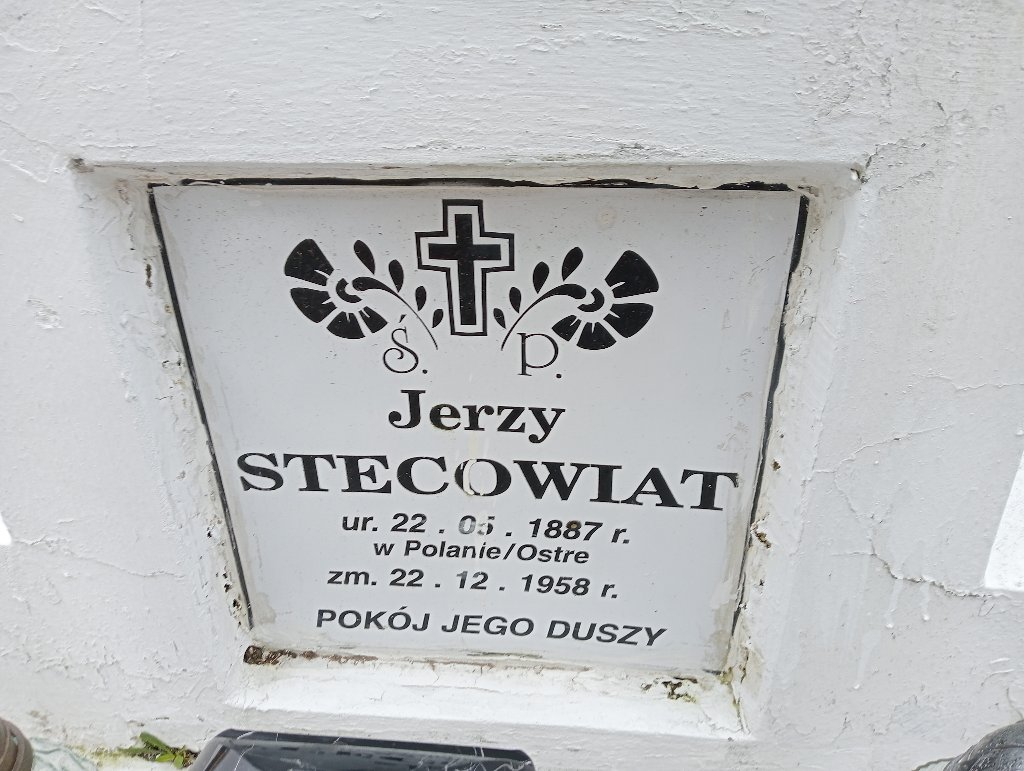 Ś. P.
Jerzy
STECOWIAT
ur. 22 . 05 . 1887 r.
w Polanie/Ostre
zm. 22 . 12 . 1958 r.
POKÓJ JEGO DUSZY